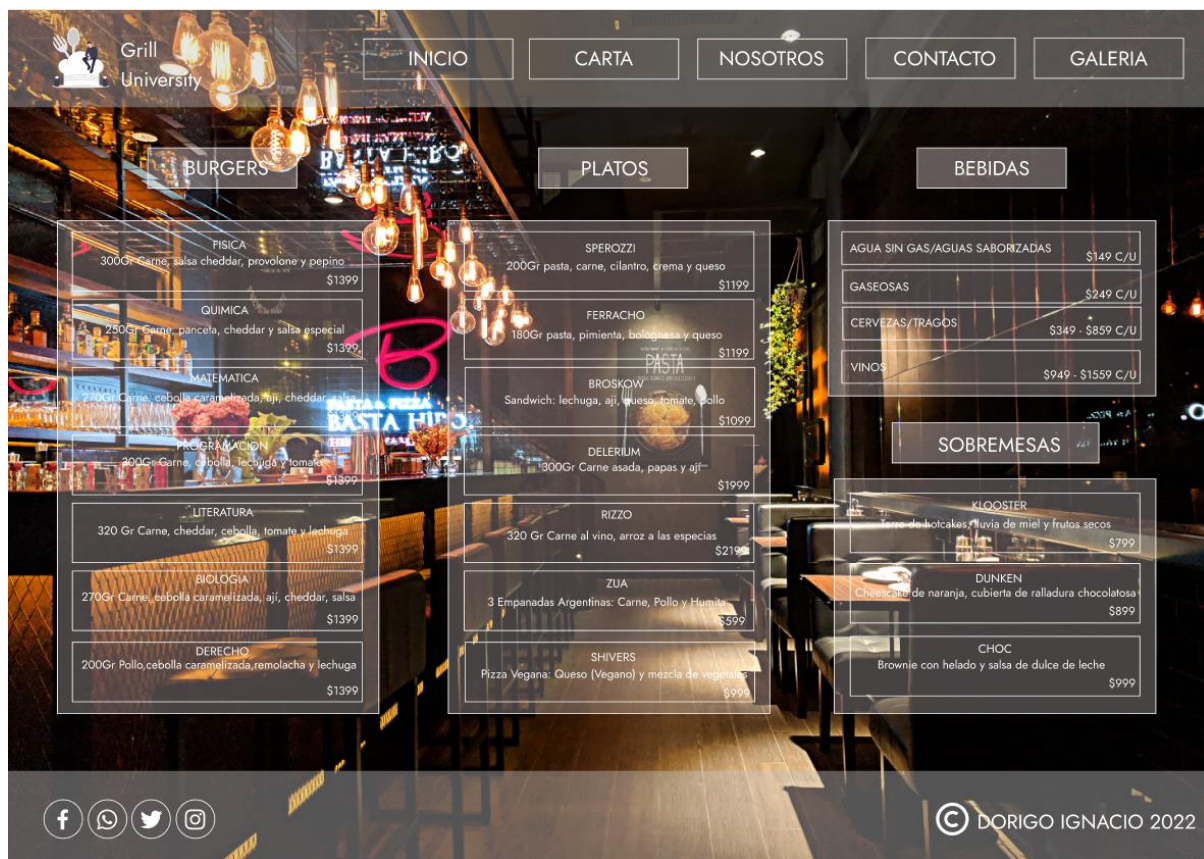 Grill
University
INICIO
CARTA
NOSOTROS
CONTACTO
GALERIA
BURGERS
FISICA
300Gr Carne, salsa cheddar, provolone y pepino
$1399
QUIMICA
250Gr Carne, panceta, cheddar y salsa especial
$1399
MATEMATICA
270Gr Carne, cebolla caramelizada, ají, cheddar, salsa
PROGRAMACION
300Gr Carne, cebolla, lechuga y tomate
$1399
LITERATURA
320 Gr Carne, cheddar, cebolla, tomate y lechuga
$1399
BIOLOGIA
270Gr Carne, cebolla caramelizada, ají, cheddar, salsa
$1399
DERECHO
200Gr Pollo,cebolla caramelizada,remolacha y lechuga
$1399
PLATOS
SPEROZZI
200Gr pasta, carne, cilantro, crema y queso
$1199
FERRACHO
180Gr pasta, pimienta, bolognesa y queso
$1199
BROSKOW
Sandwich: lechuga, aji, queso, tomate, pollo
$1099
DELERIUM
300Gr Carne asada, papas y ají
$1999
RIZZO
320 Gr Carne al vino, arroz a las especias
$2199
ZUA
3 Empanadas Argentinas: Carne, Pollo y Humita
$599
SHIVERS
Pizza Vegana: Queso (Vegano) y mezcla de vegetales
$999
BEBIDAS
AGUA SIN GAS/AGUAS SABORIZADAS
$149 C/U
GASEOSAS
$249 C/U
CERVEZAS/TRAGOS
$349 - $859 C/U
VINOS
$949 - $1559 C/U
SOBREMESAS
KLOOSTER
Torre de hotcakes, lluvia de miel y frutos secos
$799
DUNKEN
Cheescake de naranja, cubierta de ralladura chocolatosa
$899
CHOC
Brownie con helado y salsa de dulce de leche
$999
PASTA
PASTA & PIZZA
BASTA HIRO
© DORIGO IGNACIO 2022